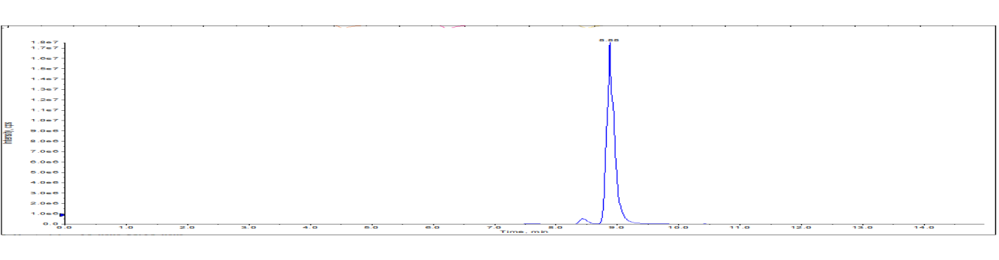 1.8e7
1.7e7
1.6e7
1.5e7
1.4e7
1.3e7
1.2e7
1.1e7
1.0e7
9.0e6
8.0e6
7.0e6
6.0e6
5.0e6
4.0e6
3.0e6
2.0e6
1.0e6
0.0
Intensity, cps
8.88
0.0 1.0 2.0 3.0 4.0 5.0 6.0 7.0 8.0 9.0 10.0 11.0 12.0 13.0 14.0
Time, min